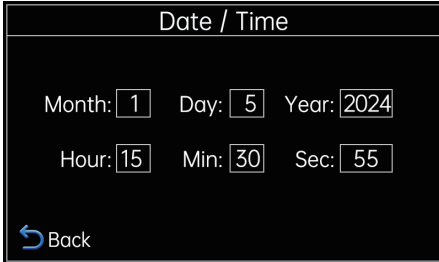 Date / Time
Month: 1 Day: 5 Year: 2024
Hour: 15 Min: 30 Sec: 55
Back